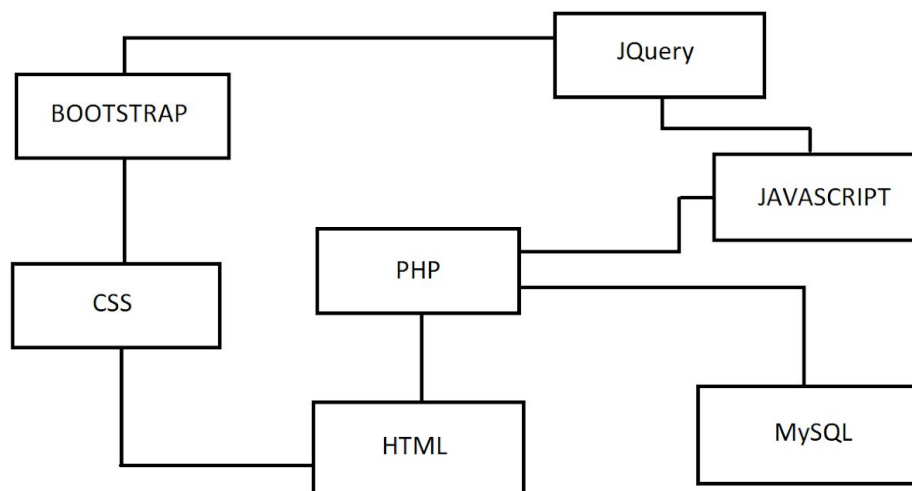 JQuery
BOOTSTRAP
JAVASCRIPT
PHP
CSS
HTML
MySQL